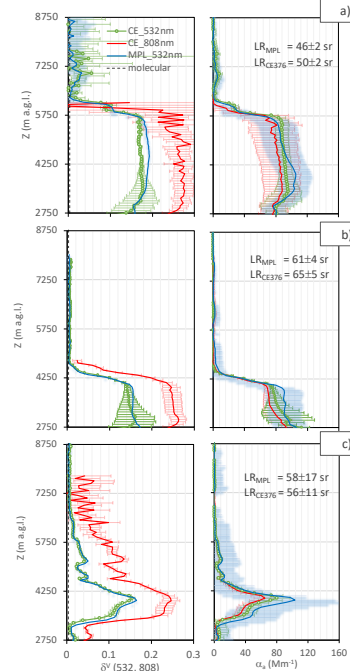 a)
CE_532nm
CE_808nm
MPL_532nm
molecular
LR_MPL = 46±2 sr
LR_CE376 = 50±2 sr
8750
7250
5750
4250
2750
Z (m a.g.l.)
b)
LR_MPL = 61±4 sr
LR_CE376 = 65±5 sr
8750
7250
5750
4250
2750
Z (m a.g.l.)
c)
LR_MPL = 58±17 sr
LR_CE376 = 56±11 sr
8750
7250
5750
4250
2750
Z (m a.g.l.)
0 0.1 0.2 0.3 0 40 80 120 160
δᵛ (532, 808) αₐ (Mm⁻¹)